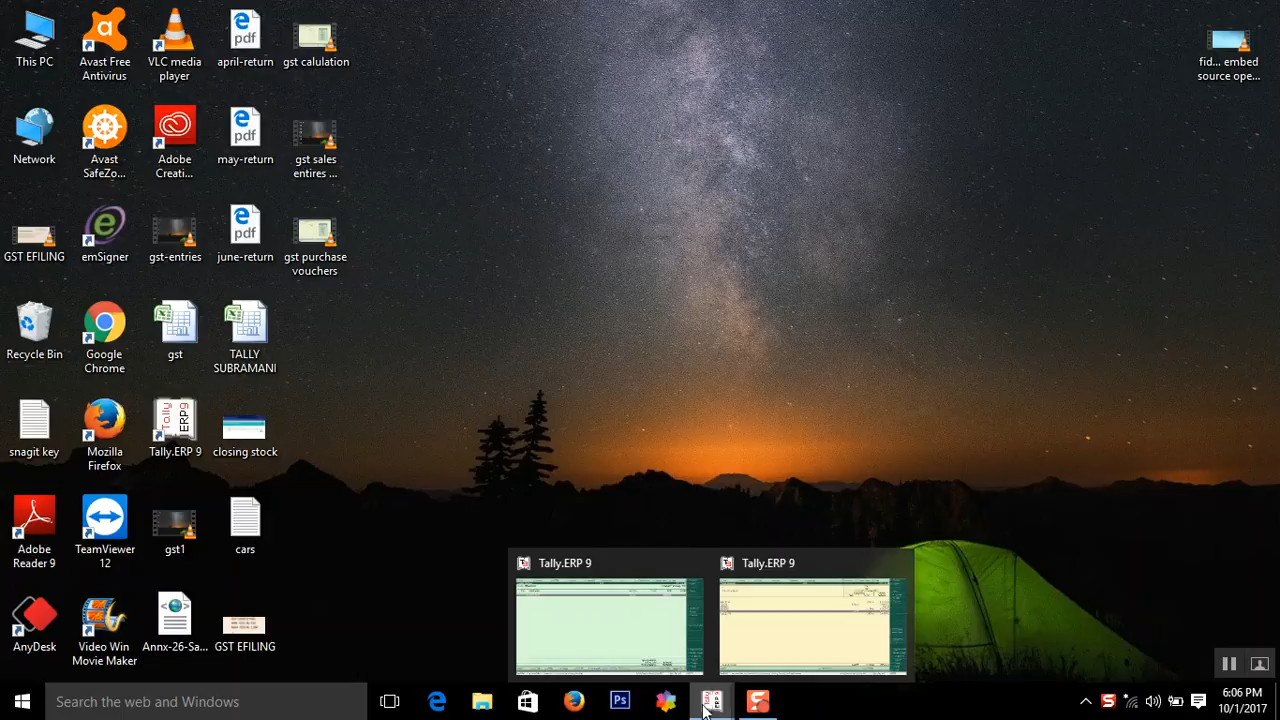 This PC
Avast Free
Antivirus
VLC media
player
april-return
gst calulation
fid... embed
source ope...
Network
Avast
SafeZo...
Adobe
Creati...
may-return
gst sales
entires ...
GST EFILING
emSigner
gst-entries
june-return
gst purchase
vouchers
Recycle Bin
Google
Chrome
gst
TALLY
SUBRAMANI
snagit key
Mozilla
Firefox
Tally.ERP 9
closing stock
Adobe
Reader 9
TeamViewer
12
gst1
cars
AnyDesk
Video Win
Movie Maker
Annx-26-ca...
GST EFILING
Tally.ERP 9
Tally.ERP 9
Search the web and Windows
6:06 PM
10/1/2017